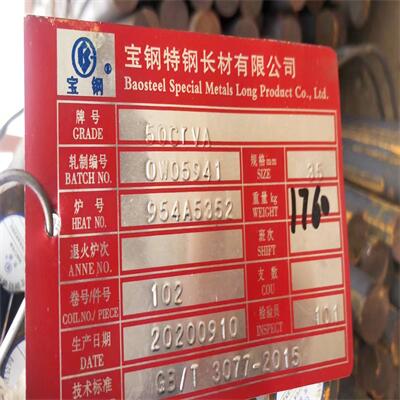 宝钢特钢长材有限公司
Baosteel Special Metals Long Product Co., Ltd.
宝钢
牌号 GRADE 50CrVA
轧制编号 BATCH NO. OW05941 规格mm SIZE 35
炉号 HEAT NO. 954A5352 重量kg WEIGHT 1760
退火炉次 ANNE NO. 班次 SHIFT
卷号/件号 COIL.NO./PIECE 102 支数 COU
生产日期 DATE 20200910 检验员 INSPECT 101
技术标准 GB/T 3077-2015